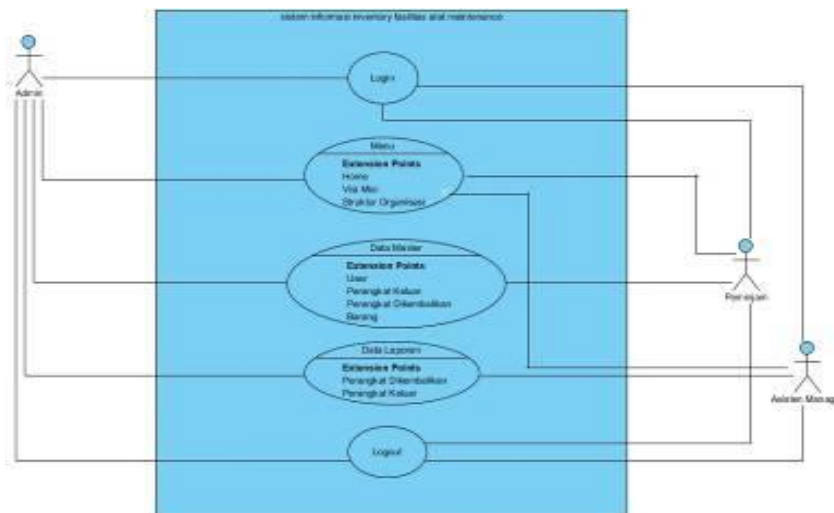 sistem informasi inventory fasilitas alat maintenance
Admin
Login
Menu
Extension Points
Home
Visi Misi
Struktur Organisasi
Data Master
Extension Points
User
Perangkat Keluar
Perangkat Dikembalikan
Barang
Peminjam
Data Laporan
Extension Points
Perangkat Dikembalikan
Perangkat Keluar
Asisten Manag
Logout